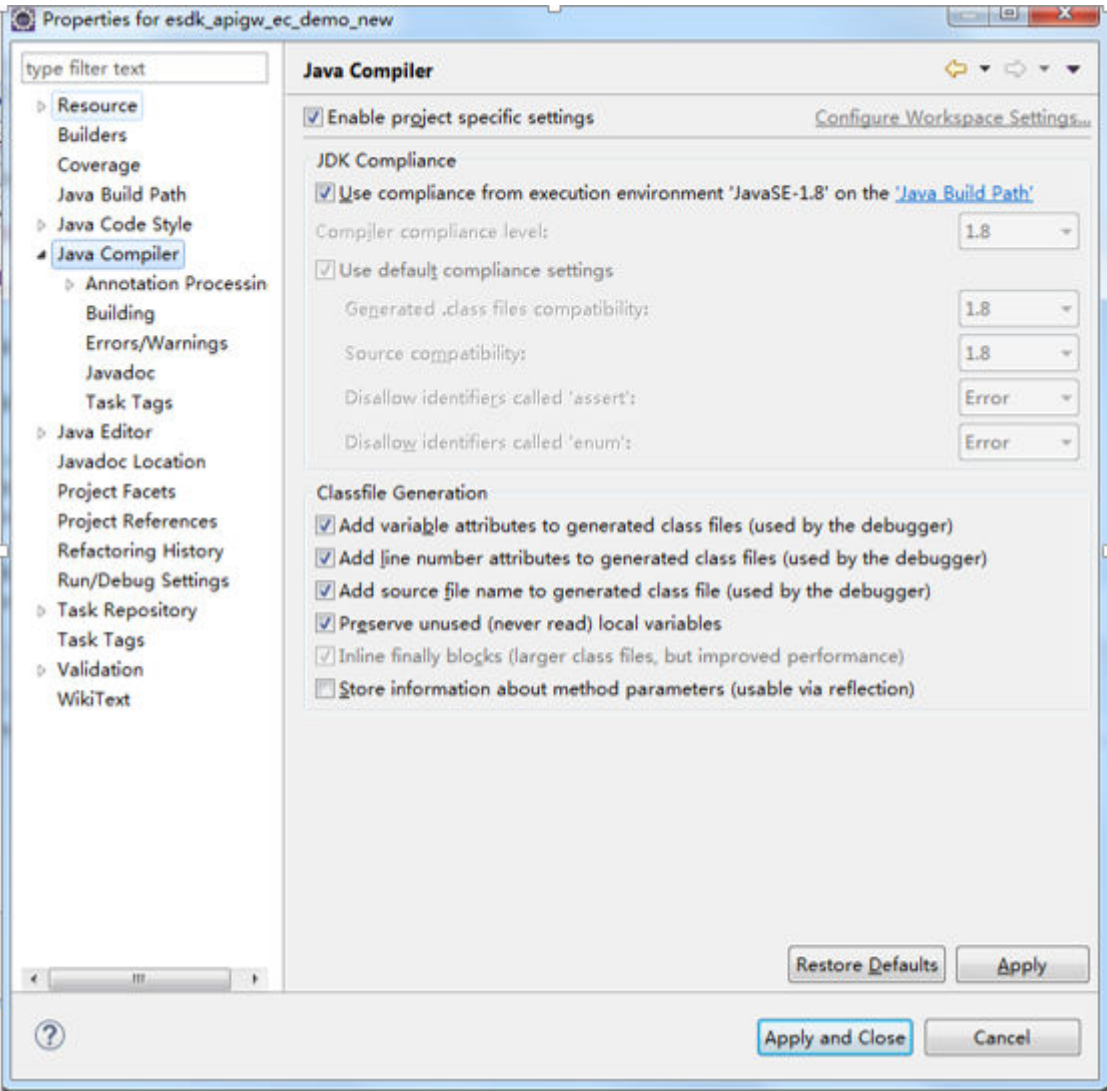 Properties for esdk_apigw_ec_demo_new
type filter text
Resource
Builders
Coverage
Java Build Path
Java Code Style
Java Compiler
Annotation Processin
Building
Errors/Warnings
Javadoc
Task Tags
Java Editor
Javadoc Location
Project Facets
Project References
Refactoring History
Run/Debug Settings
Task Repository
Task Tags
Validation
WikiText
Java Compiler
Enable project specific settings Configure Workspace Settings...
JDK Compliance
Use compliance from execution environment 'JavaSE-1.8' on the 'Java Build Path'
Compiler compliance level: 1.8
Use default compliance settings
Generated .class files compatibility: 1.8
Source compatibility: 1.8
Disallow identifiers called 'assert': Error
Disallow identifiers called 'enum': Error
Classfile Generation
Add variable attributes to generated class files (used by the debugger)
Add line number attributes to generated class files (used by the debugger)
Add source file name to generated class file (used by the debugger)
Preserve unused (never read) local variables
Inline finally blocks (larger class files, but improved performance)
Store information about method parameters (usable via reflection)
Restore Defaults Apply
Apply and Close Cancel